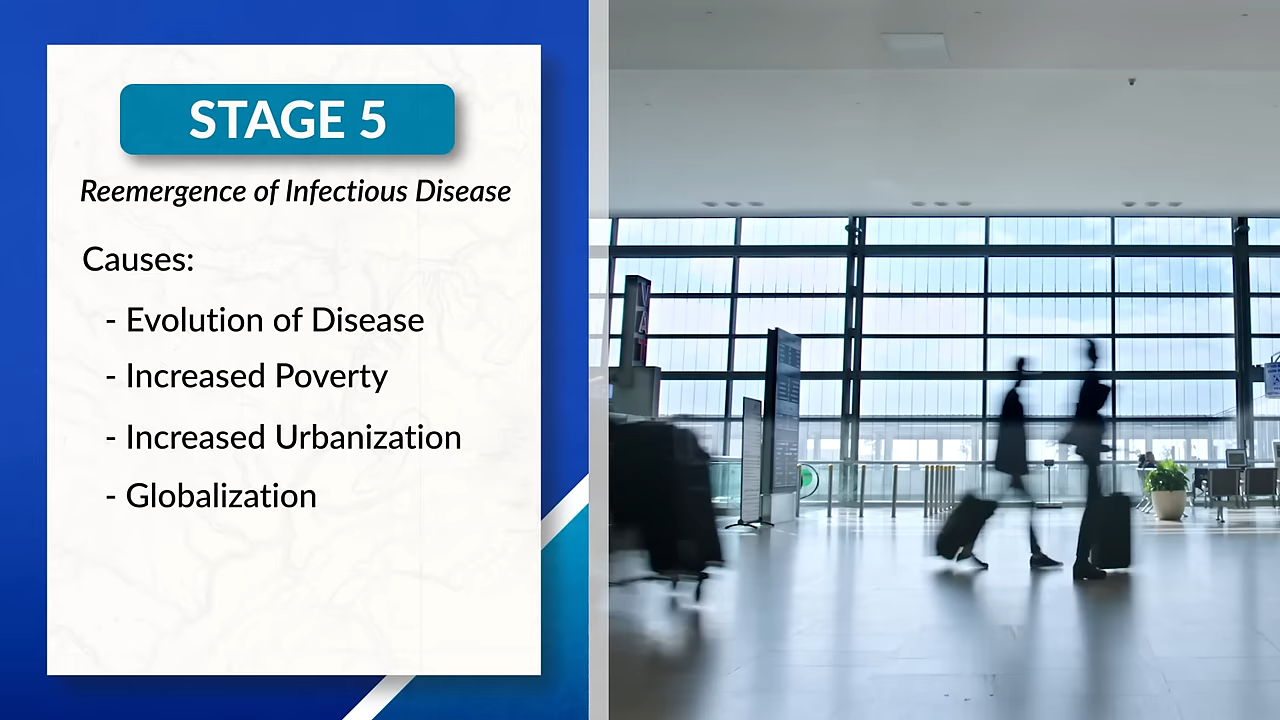 STAGE 5
Reemergence of Infectious Disease
Causes:
- Evolution of Disease
- Increased Poverty
- Increased Urbanization
- Globalization